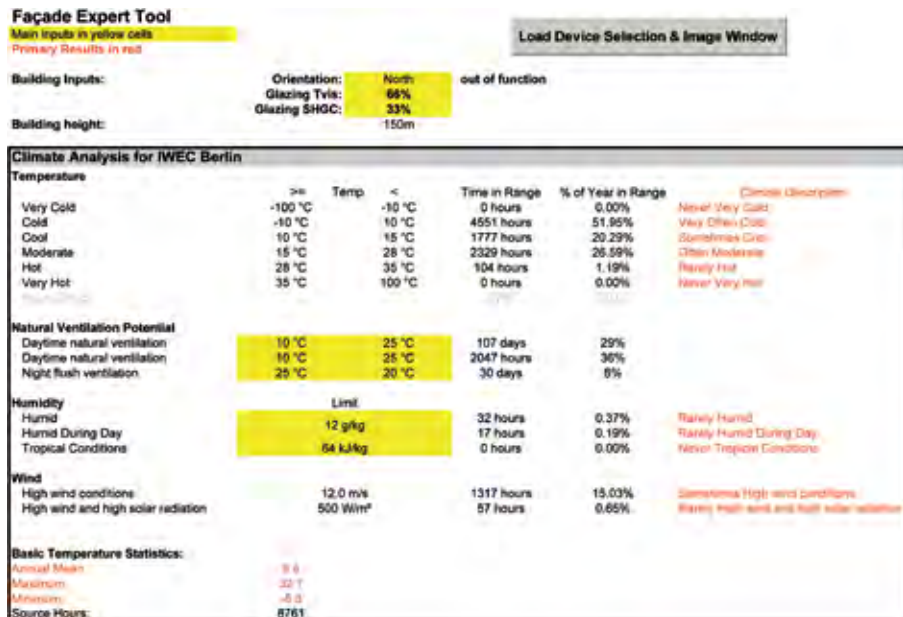 Façade Expert Tool
Main Inputs in yellow cells
Primary Results in red
Load Device Selection & Image Window
Building Inputs: Orientation: North out of function
Glazing Tvis: 66%
Glazing SHGC: 33%
Building height: 150m
Climate Analysis for IWEC Berlin
Temperature
>= Temp < Time in Range % of Year in Range Climate Description
Very Cold -100 °C -10 °C 0 hours 0.00% Never Very Cold
Cold -10 °C 10 °C 4551 hours 51.95% Very Often Cold
Cool 10 °C 15 °C 1777 hours 20.29% Sometimes Cool
Moderate 15 °C 28 °C 2329 hours 26.59% Often Moderate
Hot 28 °C 35 °C 104 hours 1.19% Rarely Hot
Very Hot 35 °C 100 °C 0 hours 0.00% Never Very Hot
Natural Ventilation Potential
Daytime natural ventilation 10 °C 25 °C 107 days 29%
Daytime natural ventilation 10 °C 25 °C 2047 hours 36%
Night flush ventilation 25 °C 20 °C 30 days 8%
Humidity Limit
Humid 12 g/kg 32 hours 0.37% Rarely Humid
Humid During Day 17 hours 0.19% Rarely Humid During Day
Tropical Conditions 64 kJ/kg 0 hours 0.00% Never Tropical Conditions
Wind
High wind conditions 12.0 m/s 1317 hours 15.03% Sometimes High wind conditions
High wind and high solar radiation 500 W/m² 57 hours 0.65% Rarely High wind and high solar radiation
Basic Temperature Statistics:
Annual Mean
Maximum
Minimum
Source Hours: 8761